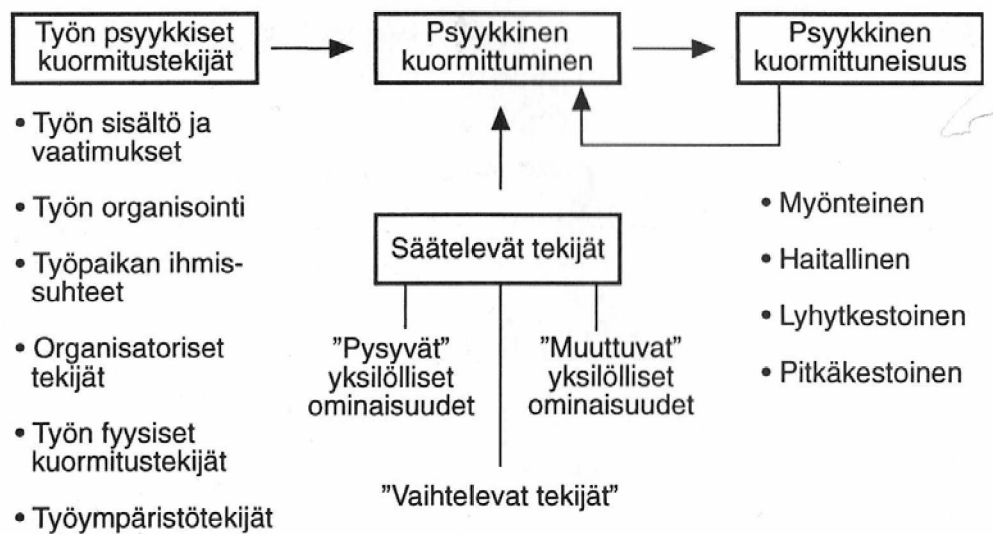 Työn psyykkiset
kuormitustekijät
Psyykkinen
kuormittuminen
Psyykkinen
kuormittuneisuus
• Työn sisältö ja
vaatimukset
• Työn organisointi
• Työpaikan ihmis-
suhteet
• Organisatoriset
tekijät
• Työn fyysiset
kuormitustekijät
• Työympäristötekijät
Säätelevät tekijät
”Pysyvät”
yksilölliset
ominaisuudet
”Muuttuvat”
yksilölliset
ominaisuudet
”Vaihtelevat tekijät”
• Myönteinen
• Haitallinen
• Lyhytkestoinen
• Pitkäkestoinen